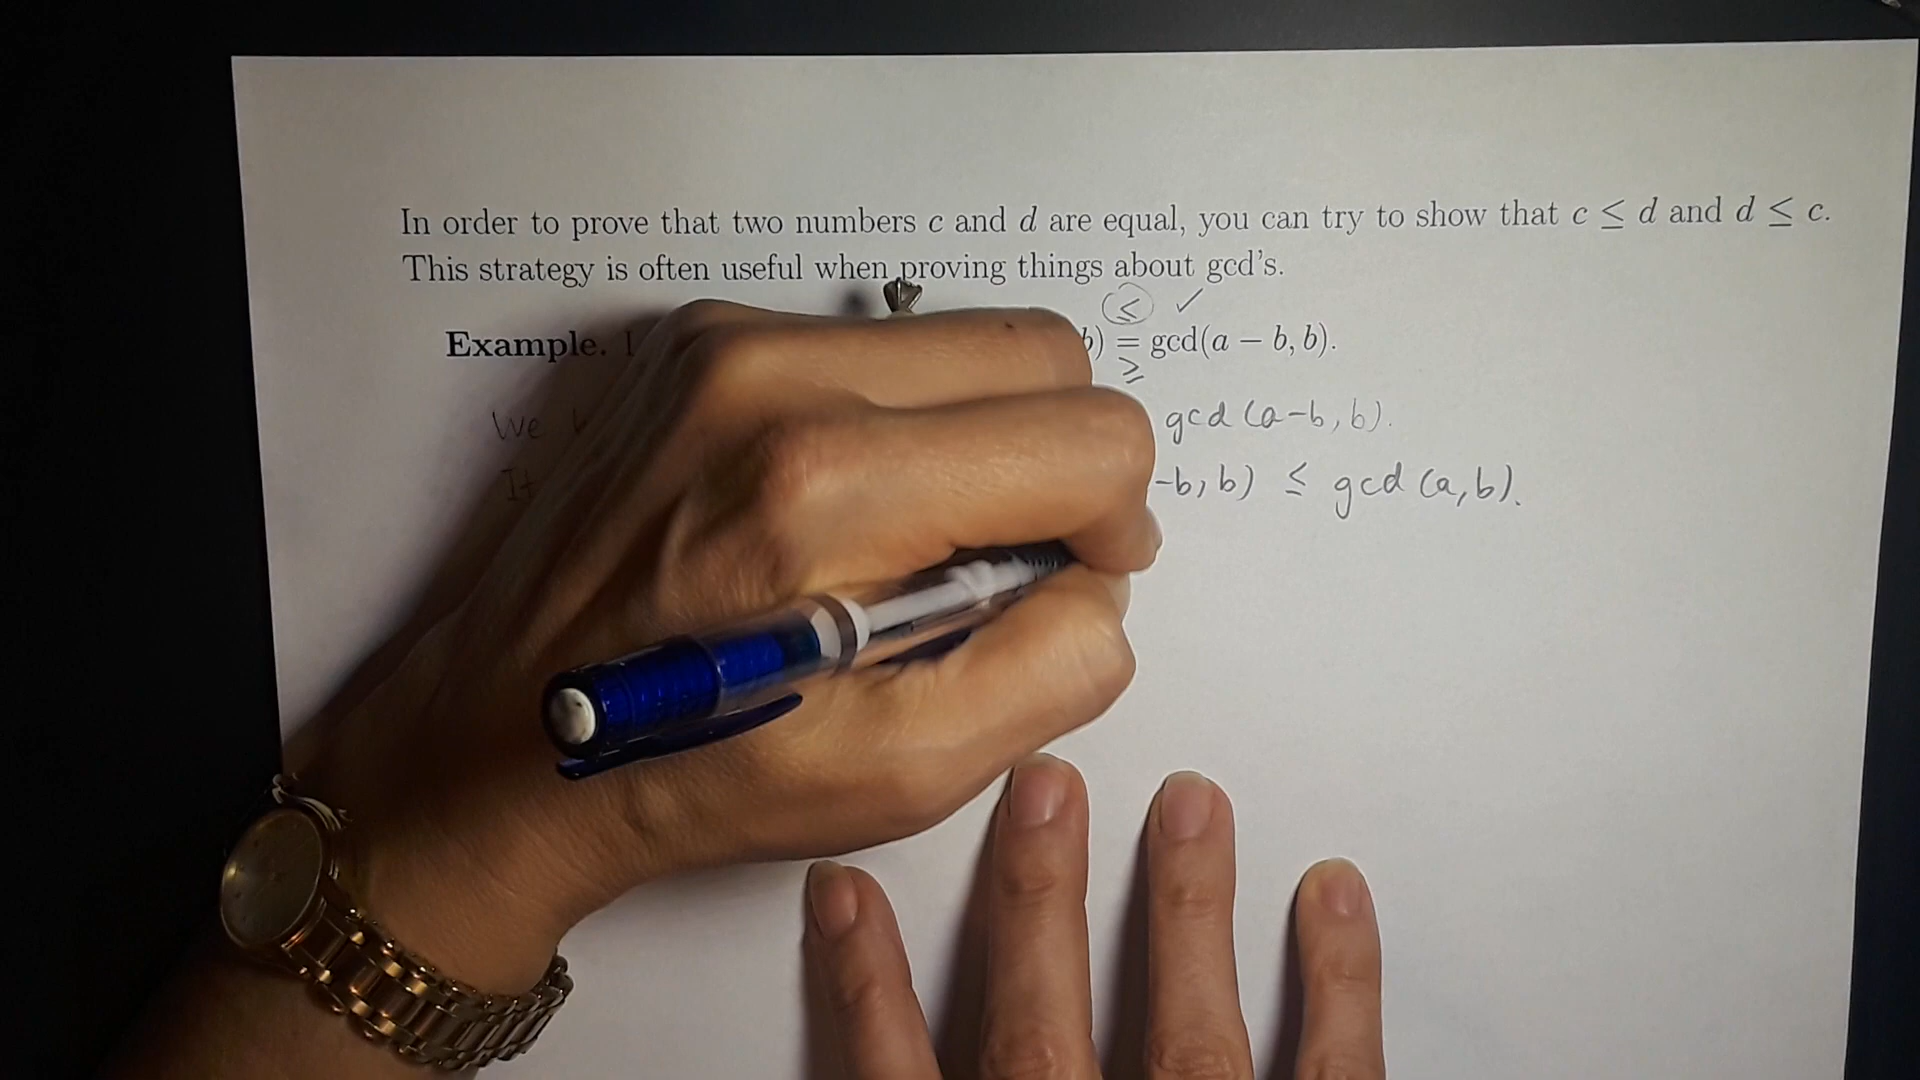 In order to prove that two numbers c and d are equal, you can try to show that c ≤ d and d ≤ c.
This strategy is often useful when proving things about gcd's.
≤ ✓
Example. b) = gcd(a − b, b).
≥
We gcd (a-b, b).
It -b, b) ≤ gcd (a, b).